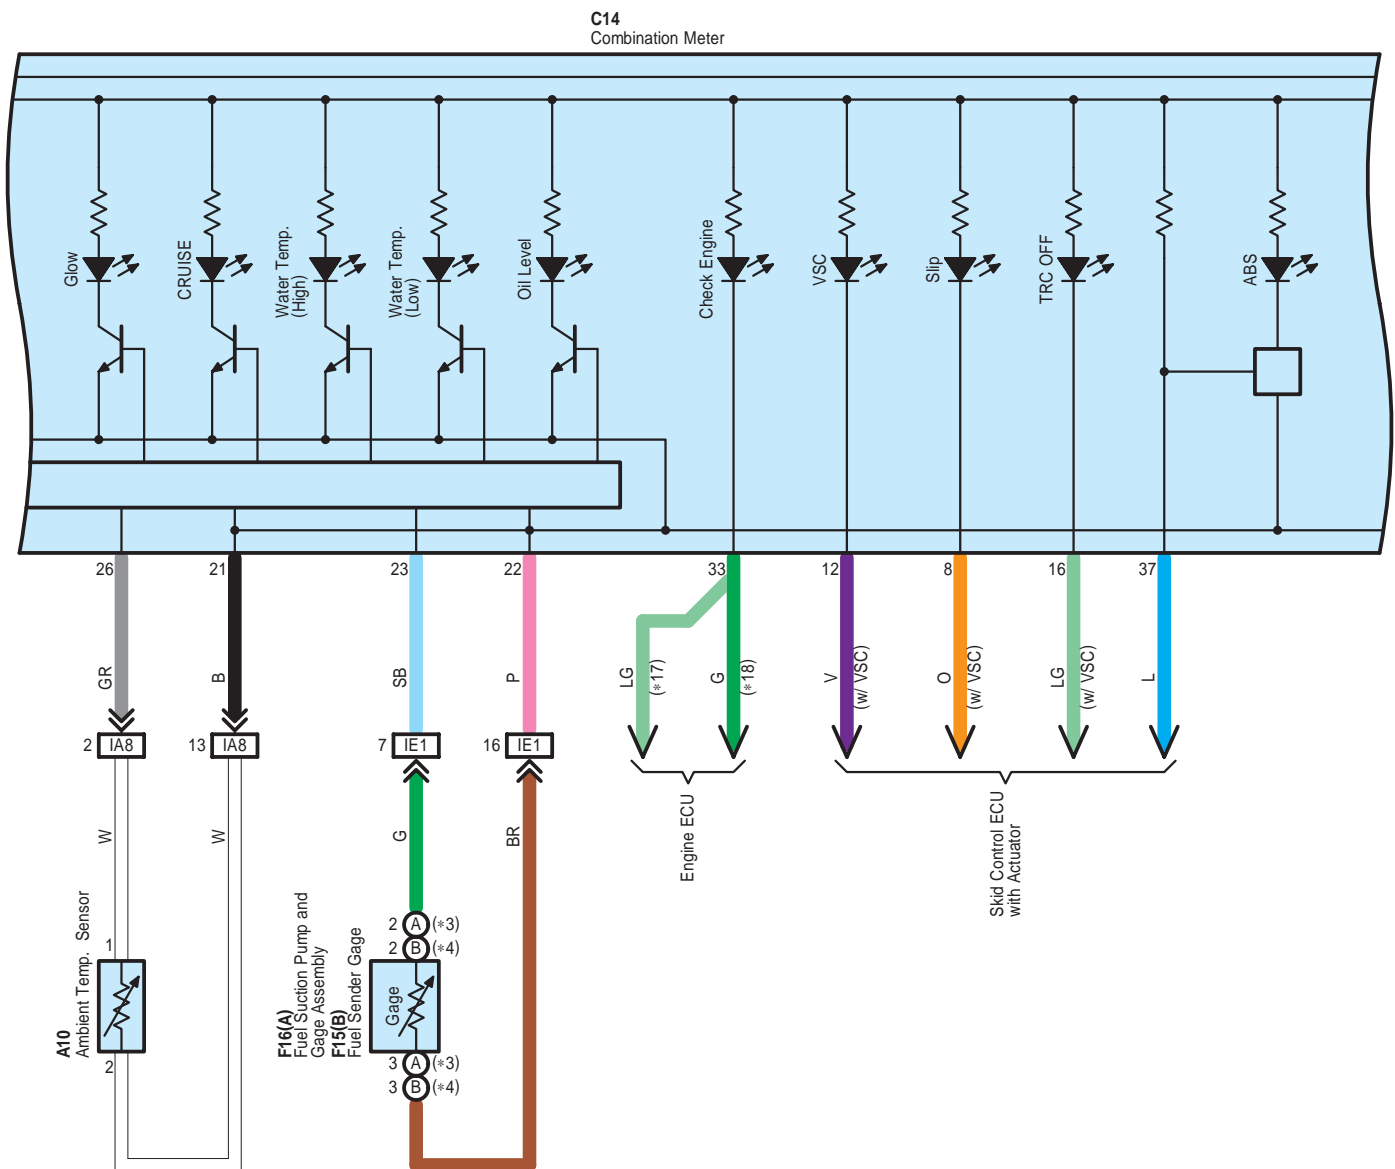 C14
Combination Meter
Glow
CRUISE
Water Temp.
(High)
Water Temp.
(Low)
Oil Level
Check Engine
VSC
Slip
TRC OFF
ABS
26
21
23
22
33
12
8
16
37
GR
B
SB
P
LG
(*17)
G
(*18)
V
(w/ VSC)
O
(w/ VSC)
LG
(w/ VSC)
L
2 IA8
13 IA8
7 IE1
16 IE1
Engine ECU
Skid Control ECU
with Actuator
W
W
G
BR
A10
Ambient Temp. Sensor
1
2
F16(A)
Fuel Suction Pump and
Gage Assembly
F15(B)
Fuel Sender Gage
2 A (*3)
2 B (*4)
Gage
3 A (*3)
3 B (*4)